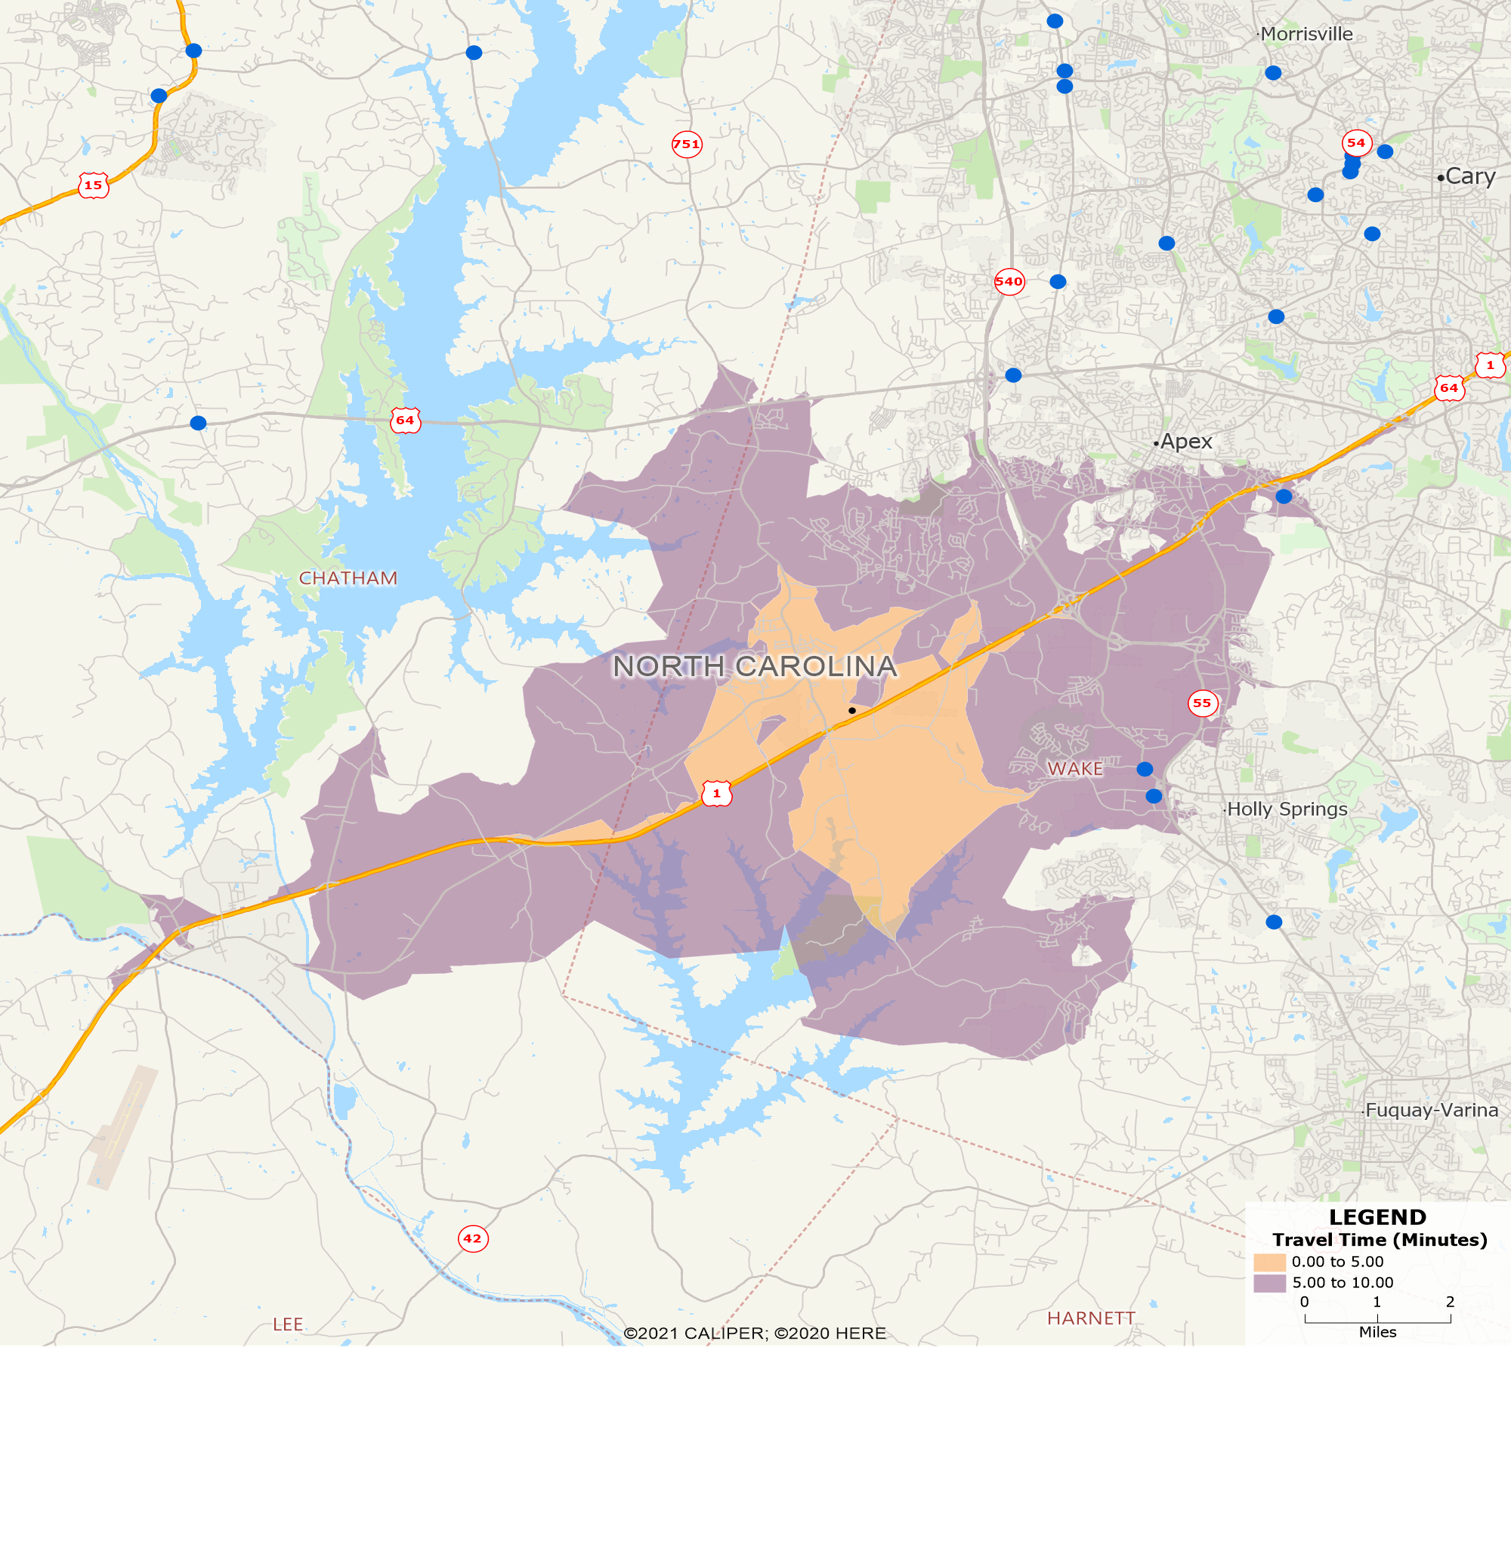 Morrisville
751
54
15
Cary
540
1
64
64
Apex
CHATHAM
NORTH CAROLINA
55
WAKE
1
Holly Springs
Fuquay-Varina
LEGEND
Travel Time (Minutes)
42
0.00 to 5.00
5.00 to 10.00
0 1 2
Miles
LEE
HARNETT
©2021 CALIPER; ©2020 HERE